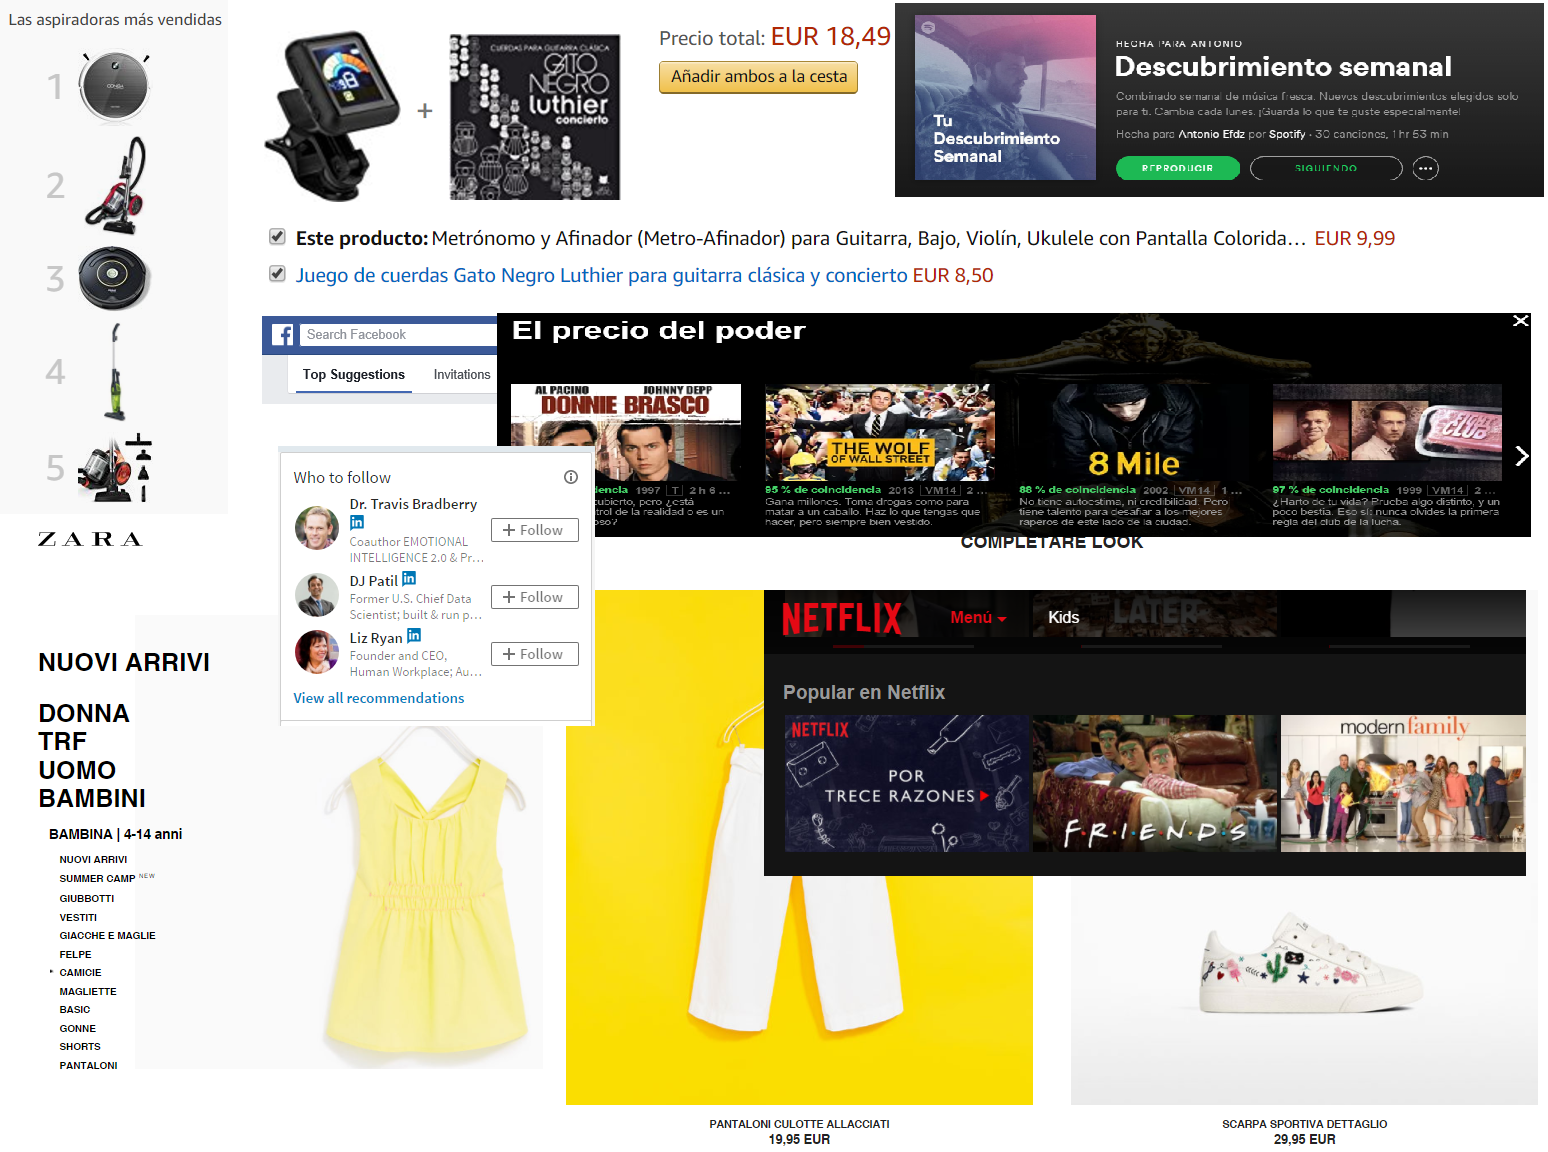 Las aspiradoras más vendidas
1
2
3
4
5
CUERDAS PARA GUITARRA CLÁSICA
GATO
NEGRO
luthier
concierto
+
Precio total: EUR 18,49
Añadir ambos a la cesta
Este producto: Metrónomo y Afinador (Metro-Afinador) para Guitarra, Bajo, Violín, Ukulele con Pantalla Colorida… EUR 9,99
Juego de cuerdas Gato Negro Luthier para guitarra clásica y concierto EUR 8,50
Tu
Descubrimiento
Semanal
HECHA PARA ANTONIO
Descubrimiento semanal
Combinado semanal de música fresca. Nuevos descubrimientos elegidos solo
para ti. Cambia cada lunes. ¡Guarda lo que te guste especialmente!
Hecha para Antonio Efdz por Spotify · 30 canciones, 1 hr 53 min
REPRODUCIR
SIGUIENDO
Search Facebook
Top Suggestions Invitations
El precio del poder
AL PACINO JOHNNY DEPP
DONNIE BRASCO
dencia 1997 T 2 h 6 ...
cubierto, pero ¿está
trol de la realidad o es un
oso?
THE WOLF
OF WALL STREET
95 % de coincidencia 2013 VM14 2 ...
Gana millones. Toma drogas como para
matar a un caballo. Haz lo que tengas que
hacer, pero siempre bien vestido.
8 Mile
88 % de coincidencia 2002 VM14 1 ...
No tiene autoestima, ni credibilidad. Pero
tiene talento para desafiar a los mejores
raperos de este lado de la ciudad.
CLUB
97 % de coincidencia 1999 VM14 2 ...
¿Harto de tu vida? Prueba algo distinto, y un
poco bestia. Eso sí: nunca olvides la primera
regla del club de la lucha.
Who to follow
Dr. Travis Bradberry
in
Coauthor EMOTIONAL
INTELLIGENCE 2.0 & Pr…
+ Follow
DJ Patil in
Former U.S. Chief Data
Scientist; built & run p…
+ Follow
Liz Ryan in
Founder and CEO,
Human Workplace; Au…
+ Follow
View all recommendations
COMPLETARE LOOK
ZARA
NUOVI ARRIVI
DONNA
TRF
UOMO
BAMBINI
BAMBINA | 4-14 anni
NUOVI ARRIVI
SUMMER CAMP NEW
GIUBBOTTI
VESTITI
GIACCHE E MAGLIE
FELPE
CAMICIE
MAGLIETTE
BASIC
GONNE
SHORTS
PANTALONI
NETFLIX Menú Kids
LATER
Popular en Netflix
NETFLIX
POR
TRECE RAZONES
F·R·I·E·N·D·S
modern family
PANTALONI CULOTTE ALLACCIATI
19,95 EUR
SCARPA SPORTIVA DETTAGLIO
29,95 EUR